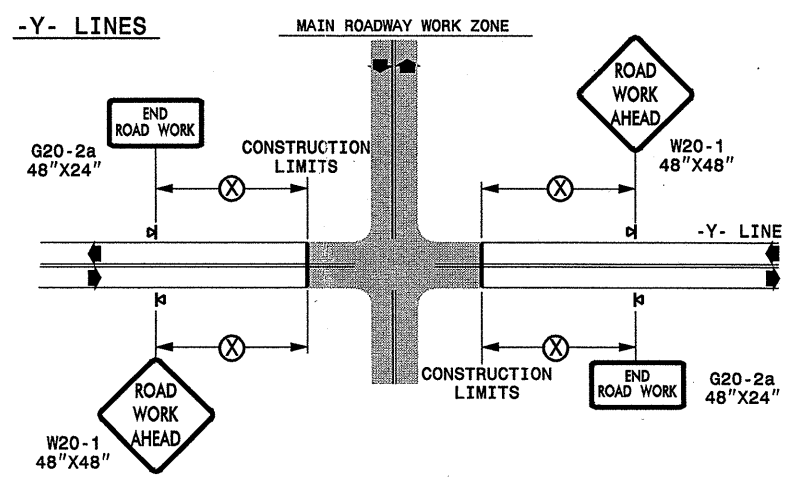 -Y- LINES
MAIN ROADWAY WORK ZONE
END
ROAD WORK
G20-2a
48"X24"
CONSTRUCTION
LIMITS
X
X
ROAD
WORK
AHEAD
W20-1
48"X48"
-Y- LINE
X
X
ROAD
WORK
AHEAD
W20-1
48"X48"
CONSTRUCTION
LIMITS
END
ROAD WORK
G20-2a
48"X24"